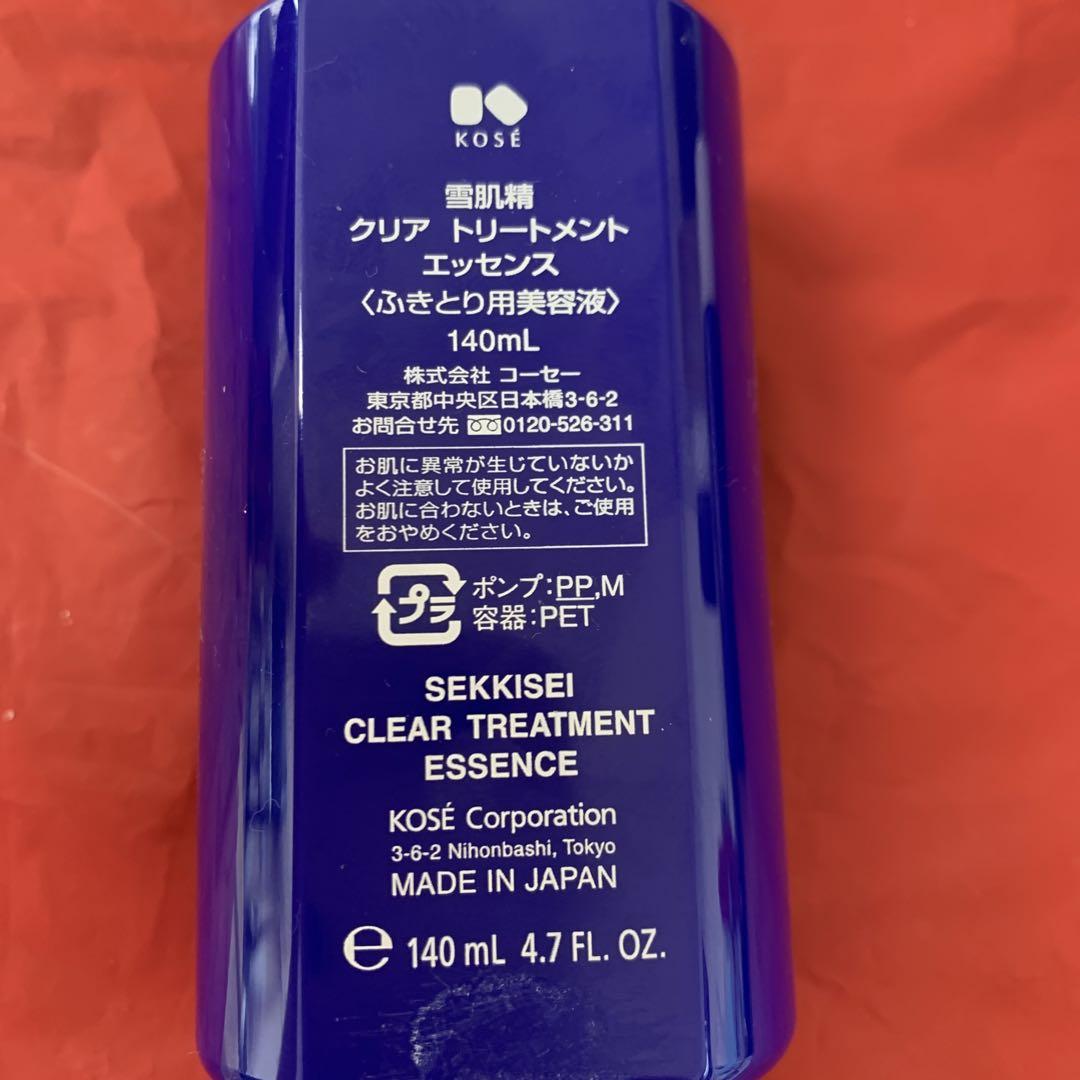 KOSÉ
雪肌精
クリア トリートメント
エッセンス
〈ふきとり用美容液〉
140mL
株式会社 コーセー
東京都中央区日本橋3-6-2
お問合せ先 0120-526-311
お肌に異常が生じていないか
よく注意して使用してください。
お肌に合わないときは、ご使用
をおやめください。
プラ
ポンプ:PP,M
容器:PET
SEKKISEI
CLEAR TREATMENT
ESSENCE
KOSÉ Corporation
3-6-2 Nihonbashi, Tokyo
MADE IN JAPAN
℮ 140 mL 4.7 FL. OZ.